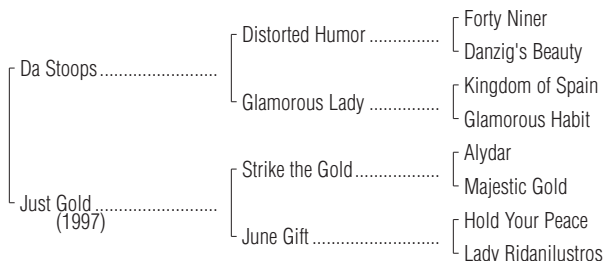 Forty Niner
Distorted Humor ...............
Danzig's Beauty
Da Stoops.........................
Kingdom of Spain
Glamorous Lady ...............
Glamorous Habit
Alydar
Strike the Gold..................
Majestic Gold
Just Gold..........................
(1997)
Hold Your Peace
June Gift ...........................
Lady Ridanilustros